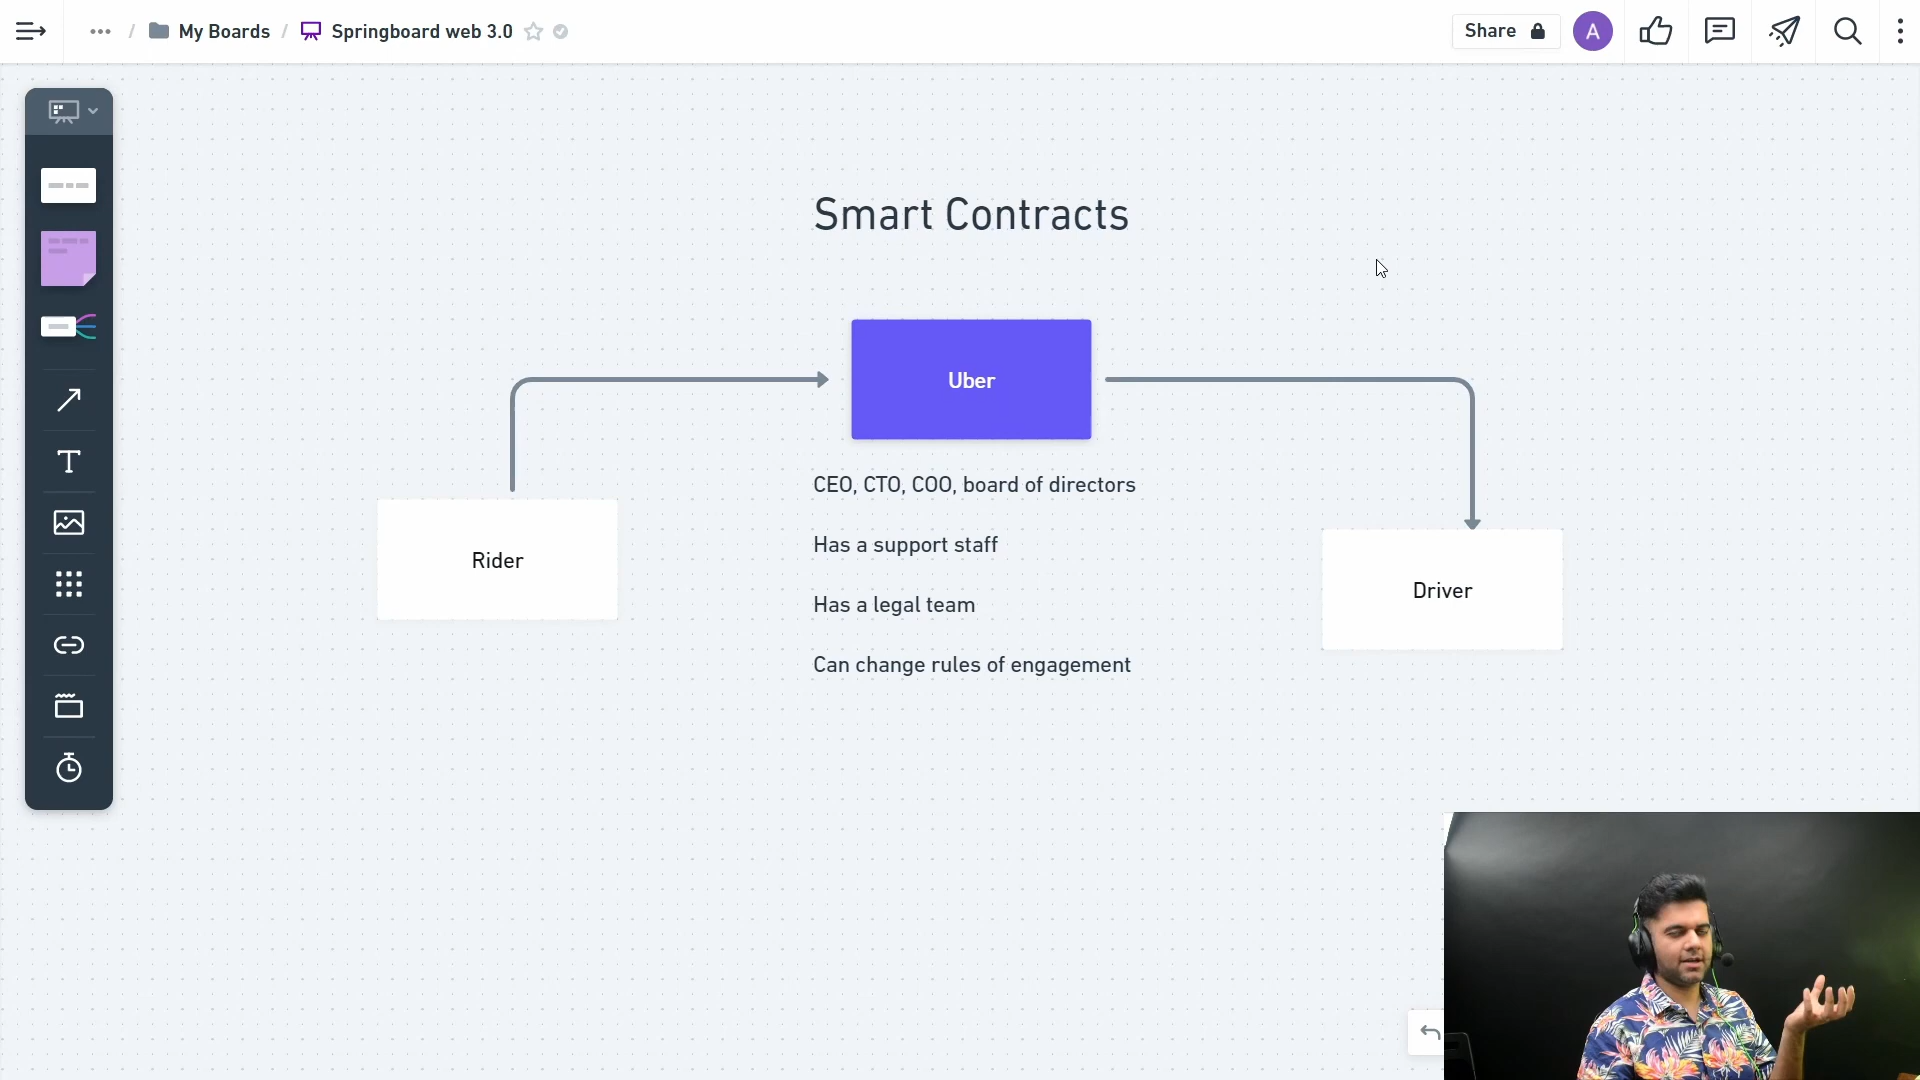 ... / My Boards / Springboard web 3.0
Share
A
Smart Contracts
Uber
CEO, CTO, COO, board of directors
Has a support staff
Has a legal team
Can change rules of engagement
Rider
Driver